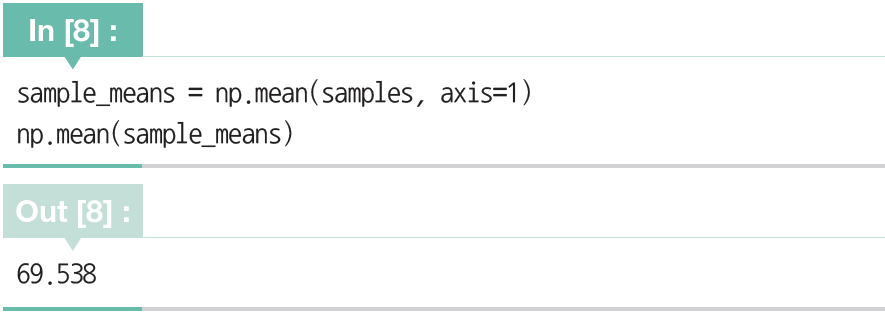 In [8] :
sample_means = np.mean(samples, axis=1)
np.mean(sample_means)
Out [8] :
69.538